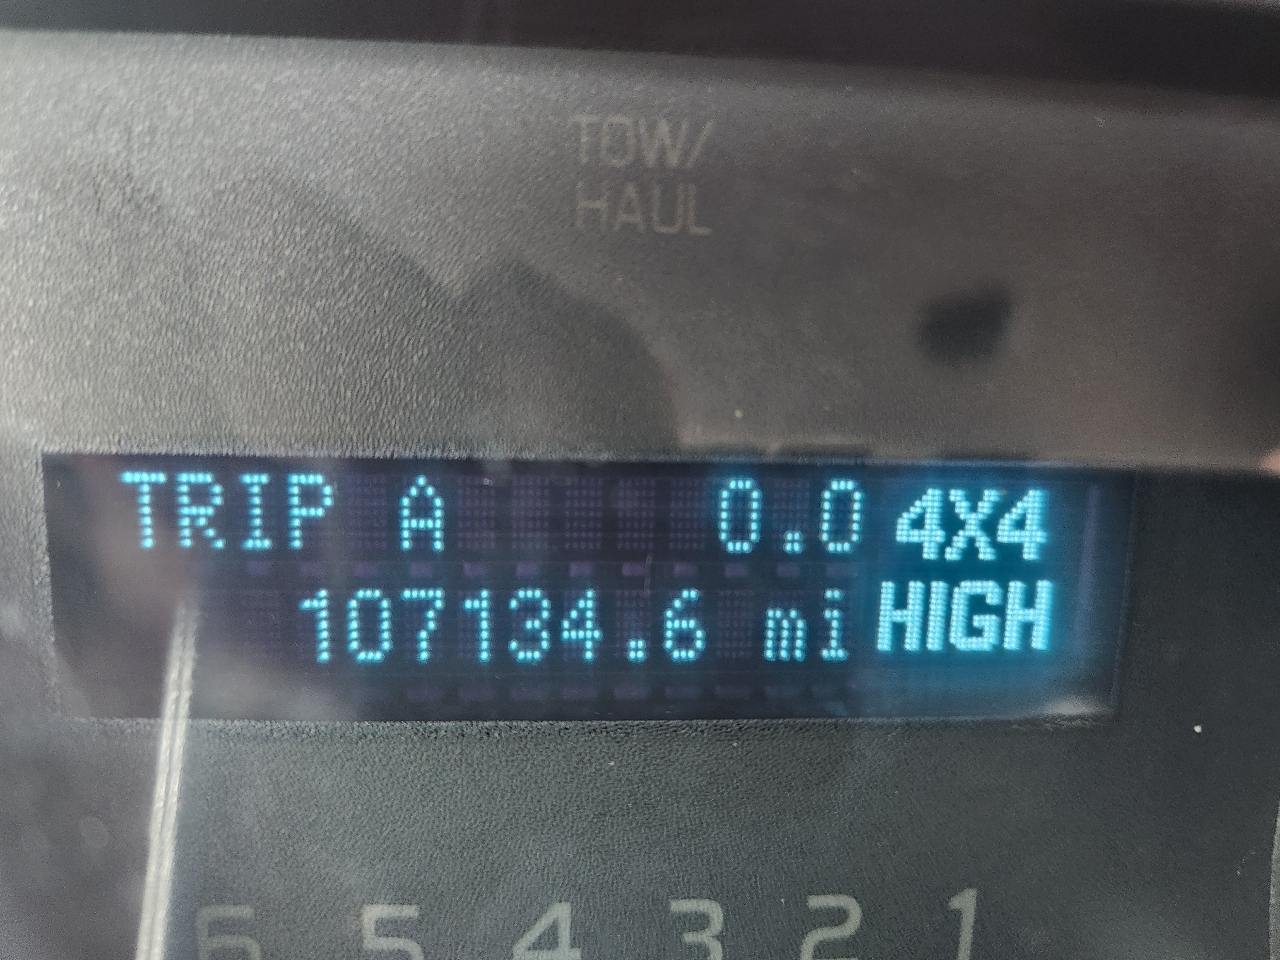 TOW/
HAUL
TRIP A 0.0 4X4
107134.6 mi HIGH
6 5 4 3 2 1